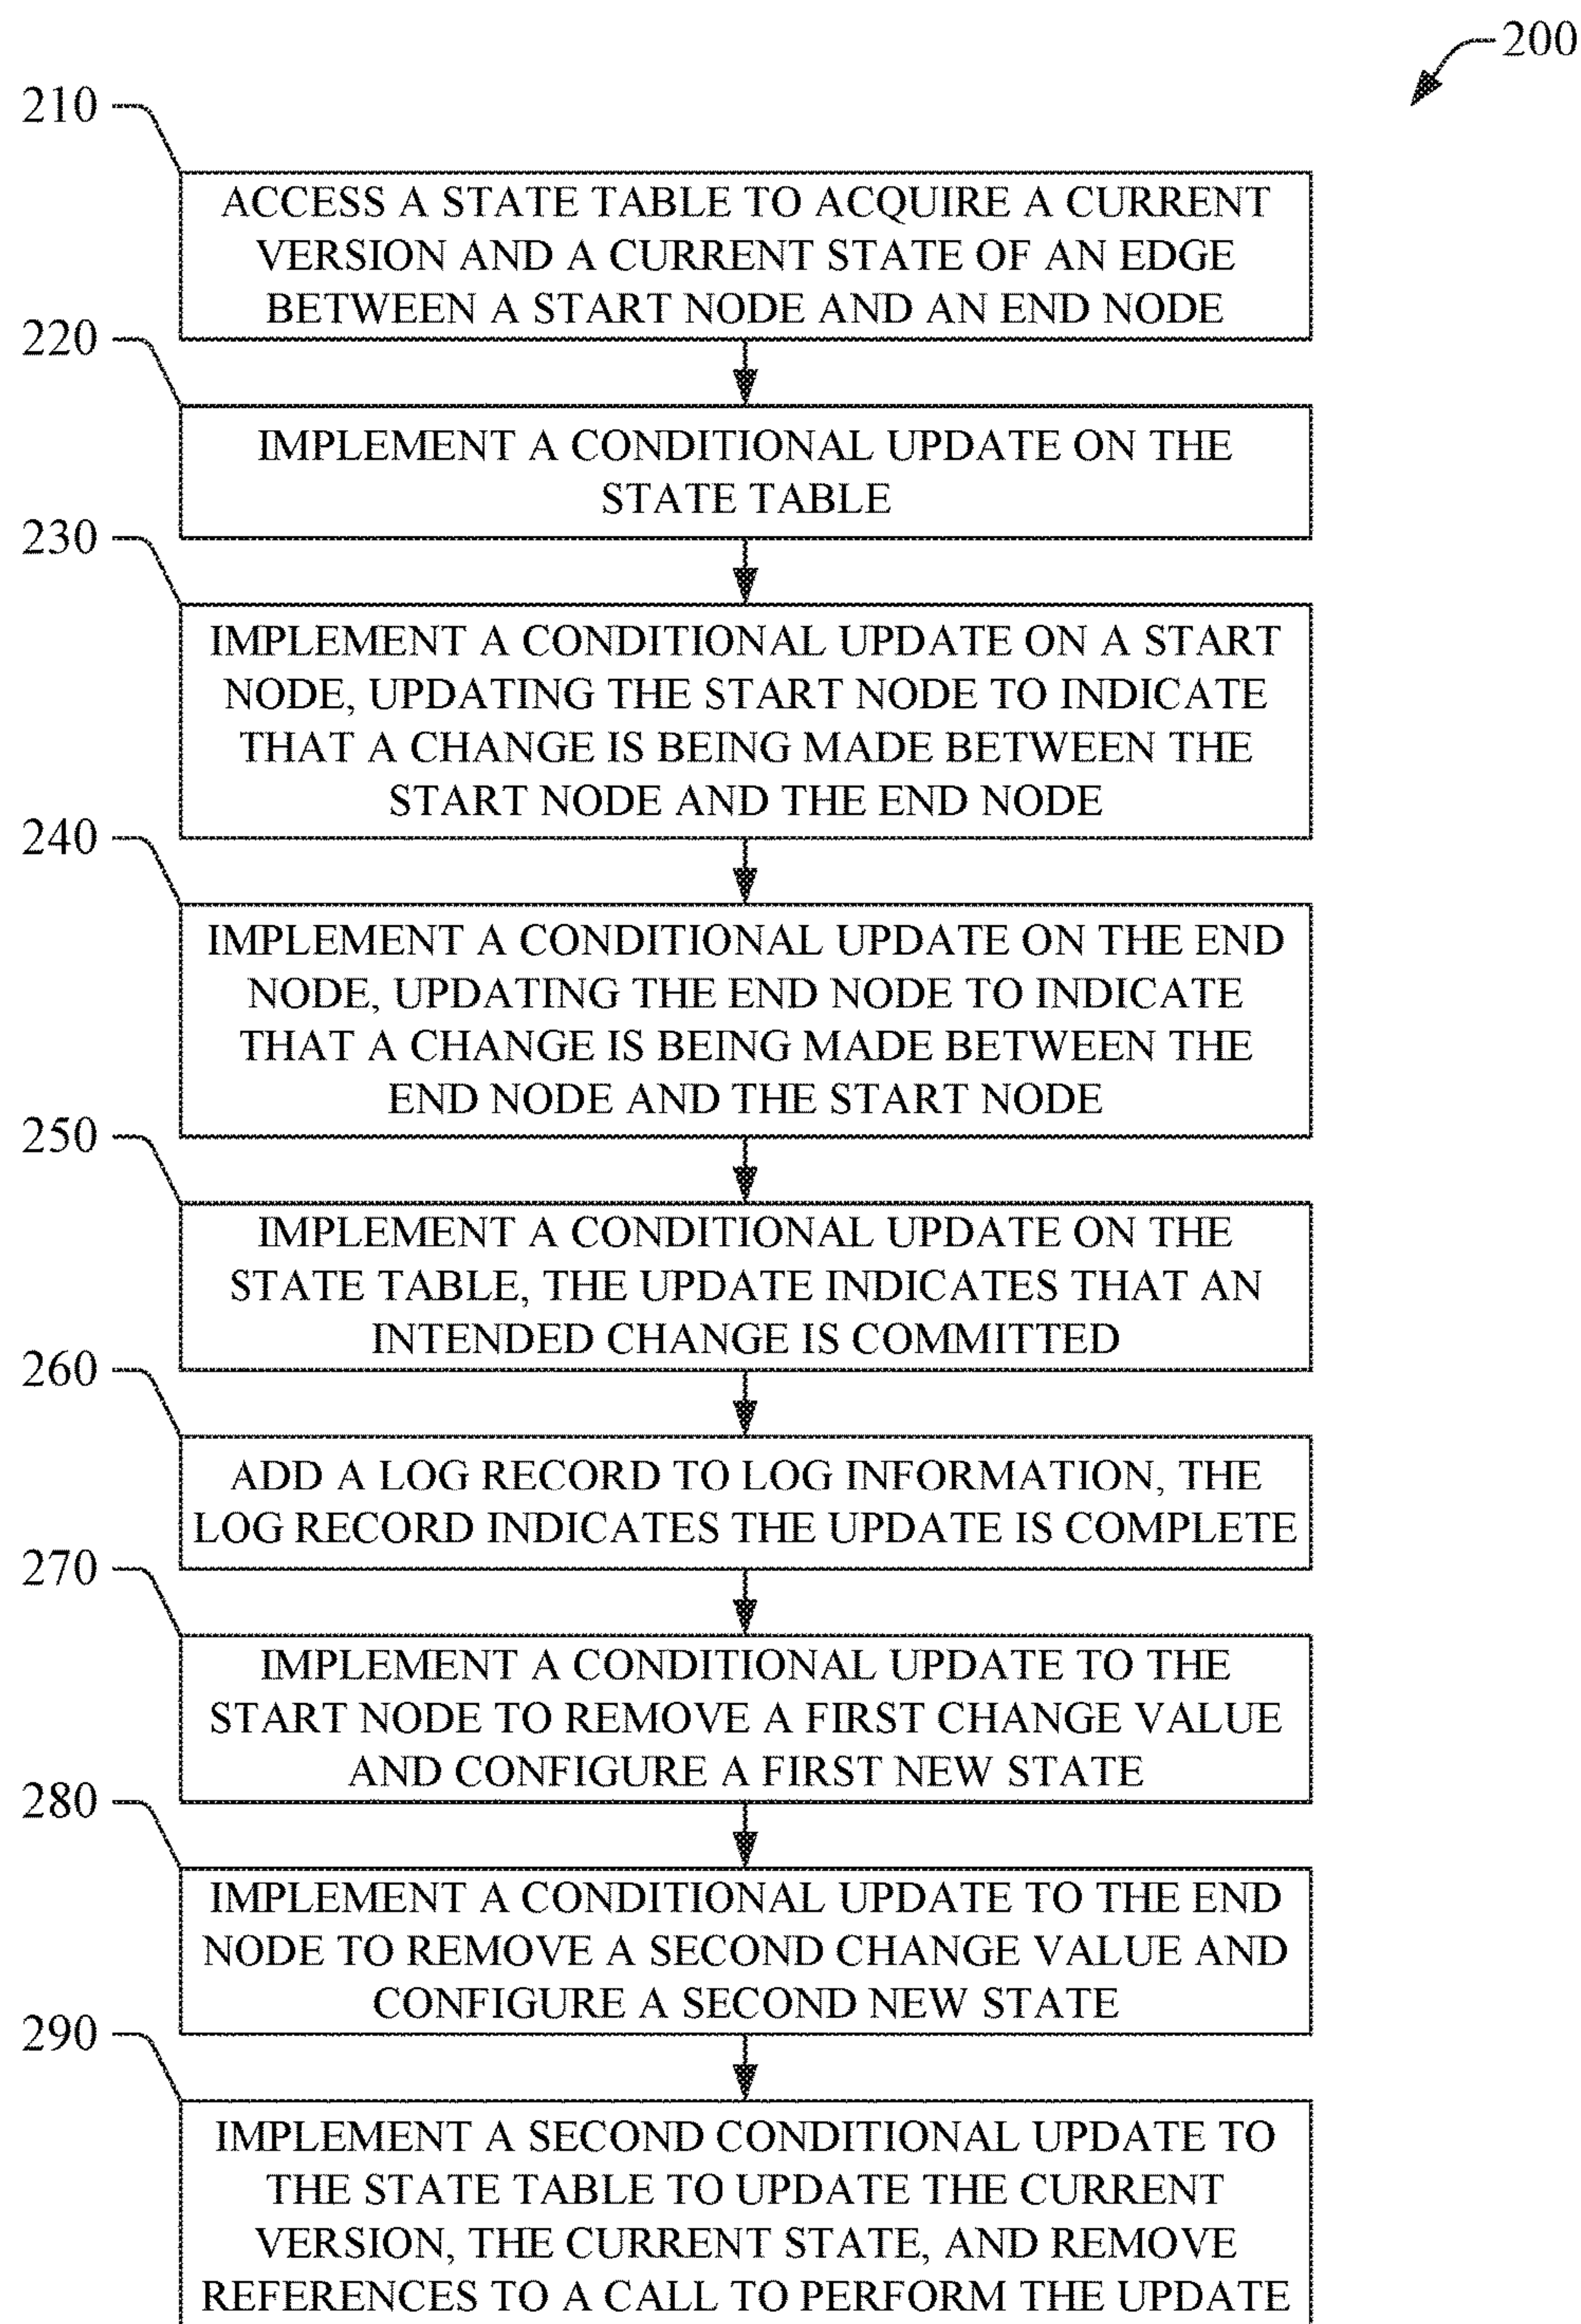 200
210
ACCESS A STATE TABLE TO ACQUIRE A CURRENT
VERSION AND A CURRENT STATE OF AN EDGE
BETWEEN A START NODE AND AN END NODE
220
IMPLEMENT A CONDITIONAL UPDATE ON THE
STATE TABLE
230
IMPLEMENT A CONDITIONAL UPDATE ON A START
NODE, UPDATING THE START NODE TO INDICATE
THAT A CHANGE IS BEING MADE BETWEEN THE
START NODE AND THE END NODE
240
IMPLEMENT A CONDITIONAL UPDATE ON THE END
NODE, UPDATING THE END NODE TO INDICATE
THAT A CHANGE IS BEING MADE BETWEEN THE
END NODE AND THE START NODE
250
IMPLEMENT A CONDITIONAL UPDATE ON THE
STATE TABLE, THE UPDATE INDICATES THAT AN
INTENDED CHANGE IS COMMITTED
260
ADD A LOG RECORD TO LOG INFORMATION, THE
LOG RECORD INDICATES THE UPDATE IS COMPLETE
270
IMPLEMENT A CONDITIONAL UPDATE TO THE
START NODE TO REMOVE A FIRST CHANGE VALUE
AND CONFIGURE A FIRST NEW STATE
280
IMPLEMENT A CONDITIONAL UPDATE TO THE END
NODE TO REMOVE A SECOND CHANGE VALUE AND
CONFIGURE A SECOND NEW STATE
290
IMPLEMENT A SECOND CONDITIONAL UPDATE TO
THE STATE TABLE TO UPDATE THE CURRENT
VERSION, THE CURRENT STATE, AND REMOVE
REFERENCES TO A CALL TO PERFORM THE UPDATE